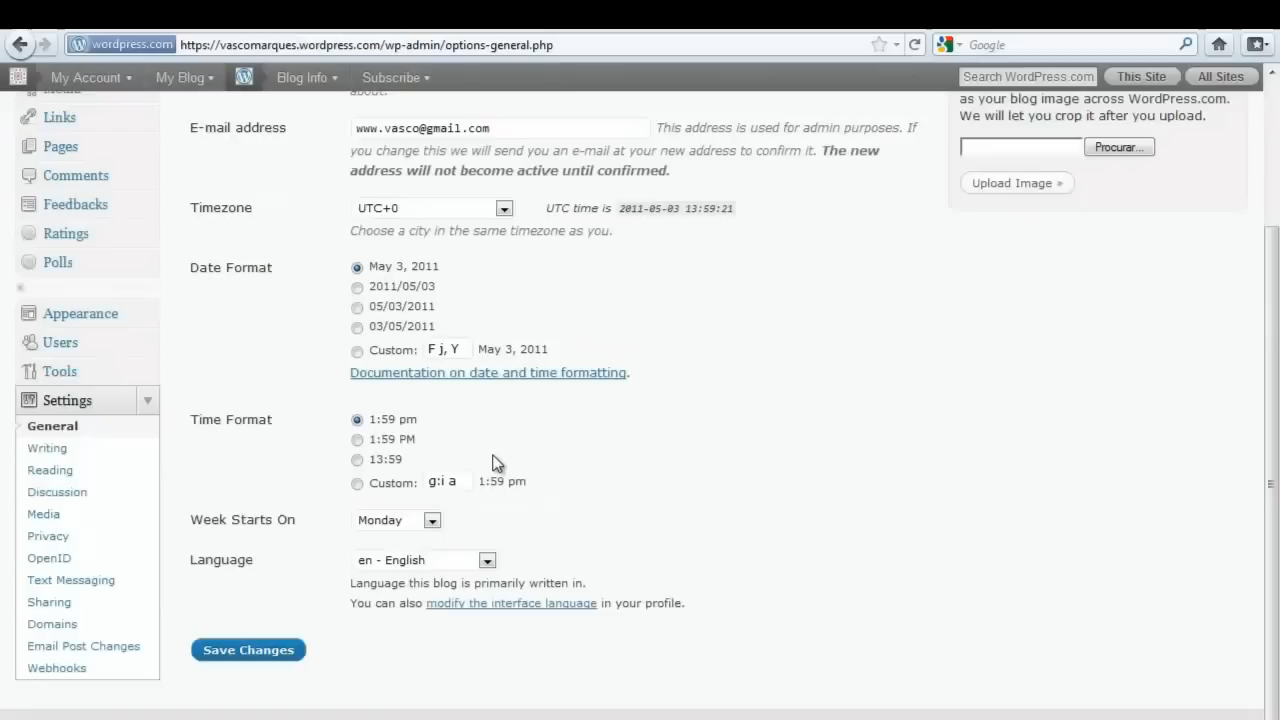 wordpress.com https://vascomarques.wordpress.com/wp-admin/options-general.php Google
My Account My Blog Blog Info Subscribe Search WordPress.com This Site All Sites
Media
Links
Pages
Comments
Feedbacks
Ratings
Polls
Appearance
Users
Tools
Settings
General
Writing
Reading
Discussion
Media
Privacy
OpenID
Text Messaging
Sharing
Domains
Email Post Changes
Webhooks
about.
E-mail address www.vasco@gmail.com This address is used for admin purposes. If
you change this we will send you an e-mail at your new address to confirm it. The new
address will not become active until confirmed.
Timezone UTC+0 UTC time is 2011-05-03 13:59:21
Choose a city in the same timezone as you.
Date Format May 3, 2011
2011/05/03
05/03/2011
03/05/2011
Custom: F j, Y May 3, 2011
Documentation on date and time formatting.
Time Format 1:59 pm
1:59 PM
13:59
Custom: g:i a 1:59 pm
Week Starts On Monday
Language en - English
Language this blog is primarily written in.
You can also modify the interface language in your profile.
Save Changes
as your blog image across WordPress.com.
We will let you crop it after you upload.
Procurar...
Upload Image »